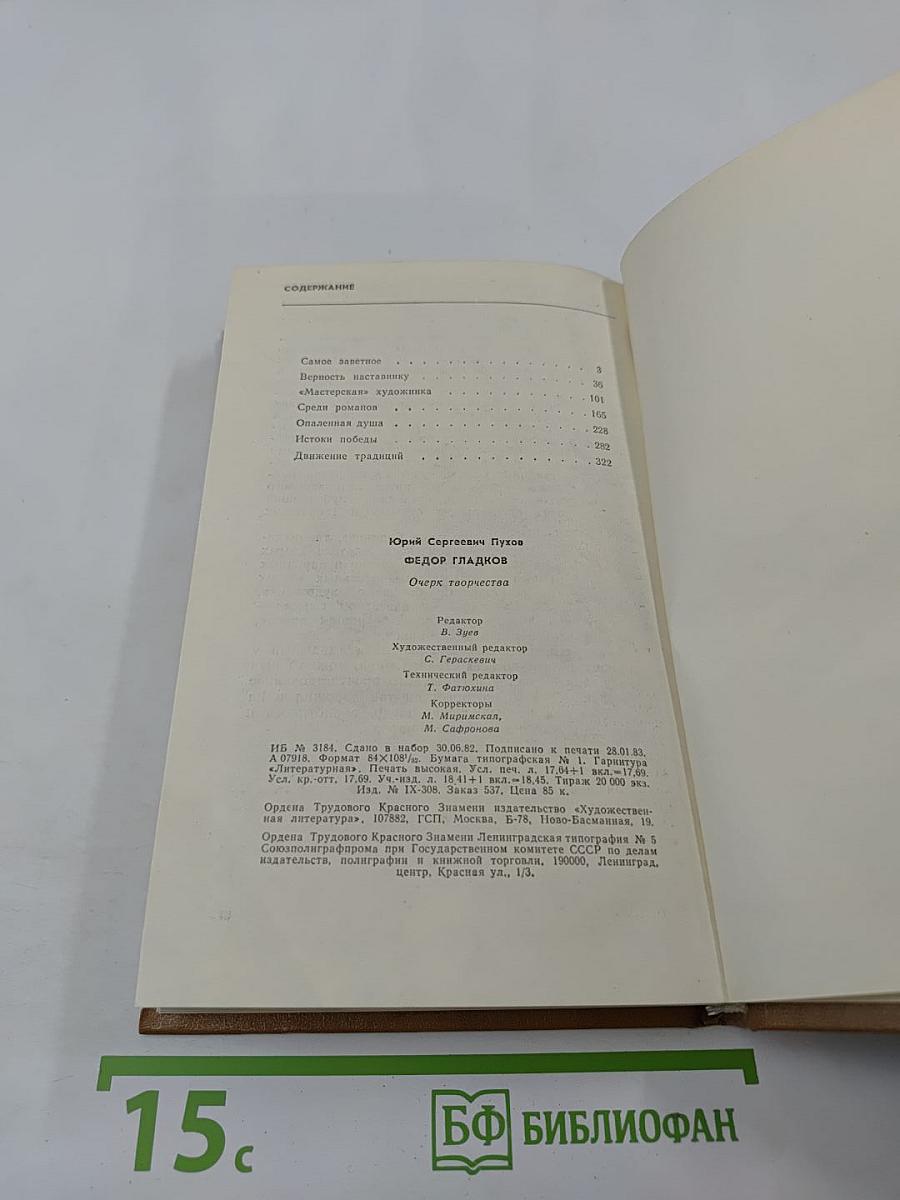 СОДЕРЖАНИЕ
Самое заветное . . . . . . . . . . . . . 3
Верность наставнику . . . . . . . . . . . 36
«Мастерская» художника . . . . . . . . . 101
Среди романов . . . . . . . . . . . . . 165
Опаленная душа . . . . . . . . . . . . . 228
Истоки победы . . . . . . . . . . . . . 282
Движение традиций . . . . . . . . . . . 322
Юрий Сергеевич Пухов
ФЕДОР ГЛАДКОВ
Очерк творчества
Редактор
В. Зуев
Художественный редактор
С. Гераскевич
Технический редактор
Т. Фатюхина
Корректоры
М. Миримская,
М. Сафронова
ИБ № 3184. Сдано в набор 30.06.82. Подписано к печати 28.01.83.
А 07918. Формат 84×108¹/₃₂. Бумага типографская № 1. Гарнитура
«Литературная». Печать высокая. Усл. печ. л. 17,64+1 вкл.=17,69.
Усл. кр.-отт. 17,69. Уч.-изд. л. 18,41+1 вкл.=18,45. Тираж 20 000 экз.
Изд. № IX-308. Заказ 537. Цена 85 к.
Ордена Трудового Красного Знамени издательство «Художествен-
ная литература». 107882, ГСП, Москва, Б-78, Ново-Басманная, 19.
Ордена Трудового Красного Знамени Ленинградская типография № 5
Союзполиграфпрома при Государственном комитете СССР по делам
издательств, полиграфии и книжной торговли. 190000, Ленинград,
центр, Красная ул., 1/3.
15 с
БФ БИБЛИОФАН